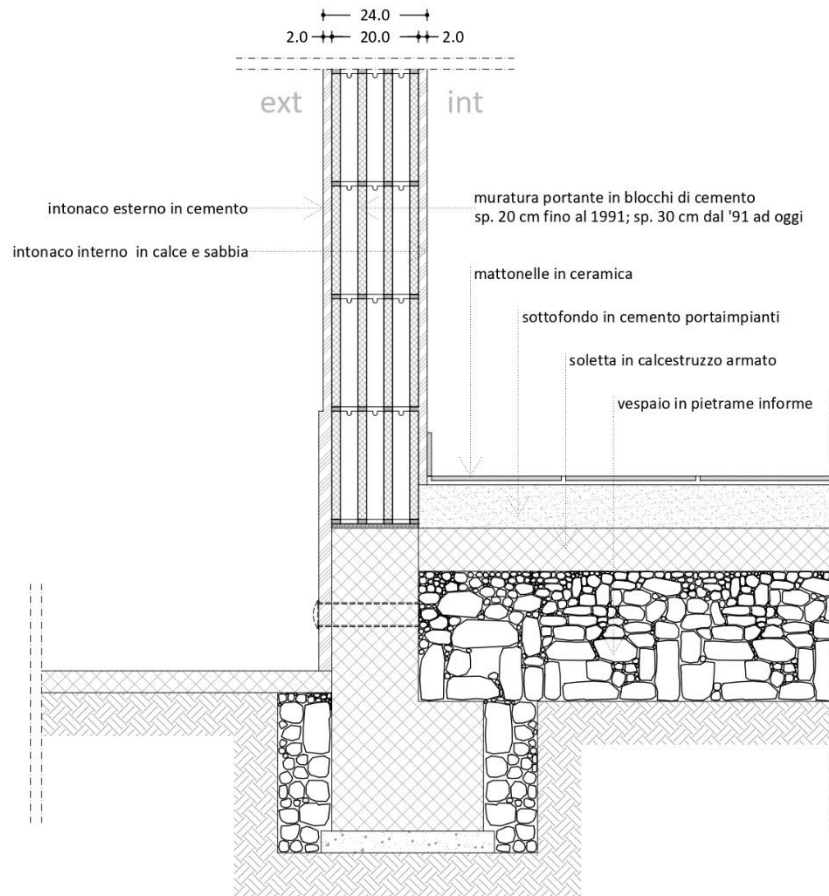 24.0
2.0 20.0 2.0
ext int
intonaco esterno in cemento
muratura portante in blocchi di cemento
sp. 20 cm fino al 1991; sp. 30 cm dal '91 ad oggi
intonaco interno in calce e sabbia
mattonelle in ceramica
sottofondo in cemento portaimpianti
soletta in calcestruzzo armato
vespaio in pietrame informe